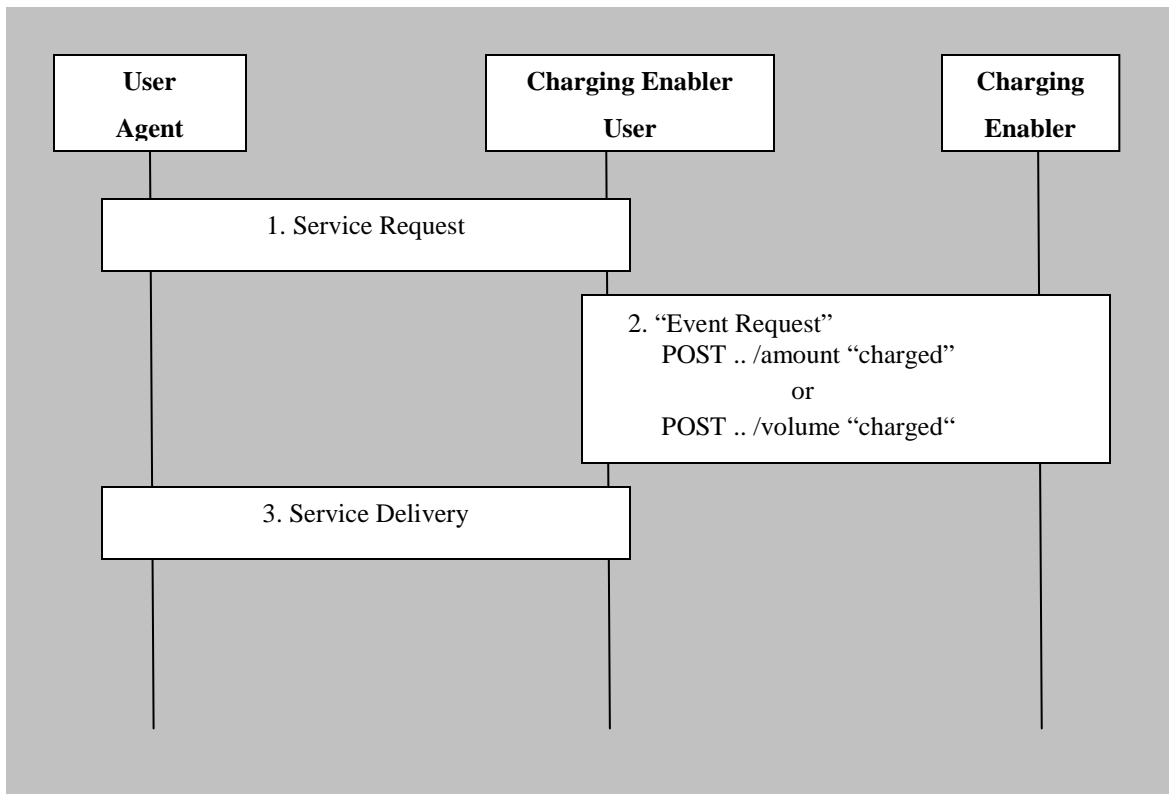 User
Agent
Charging Enabler
User
Charging
Enabler
1. Service Request
2. “Event Request”
POST .. /amount “charged”
or
POST .. /volume “charged“
3. Service Delivery